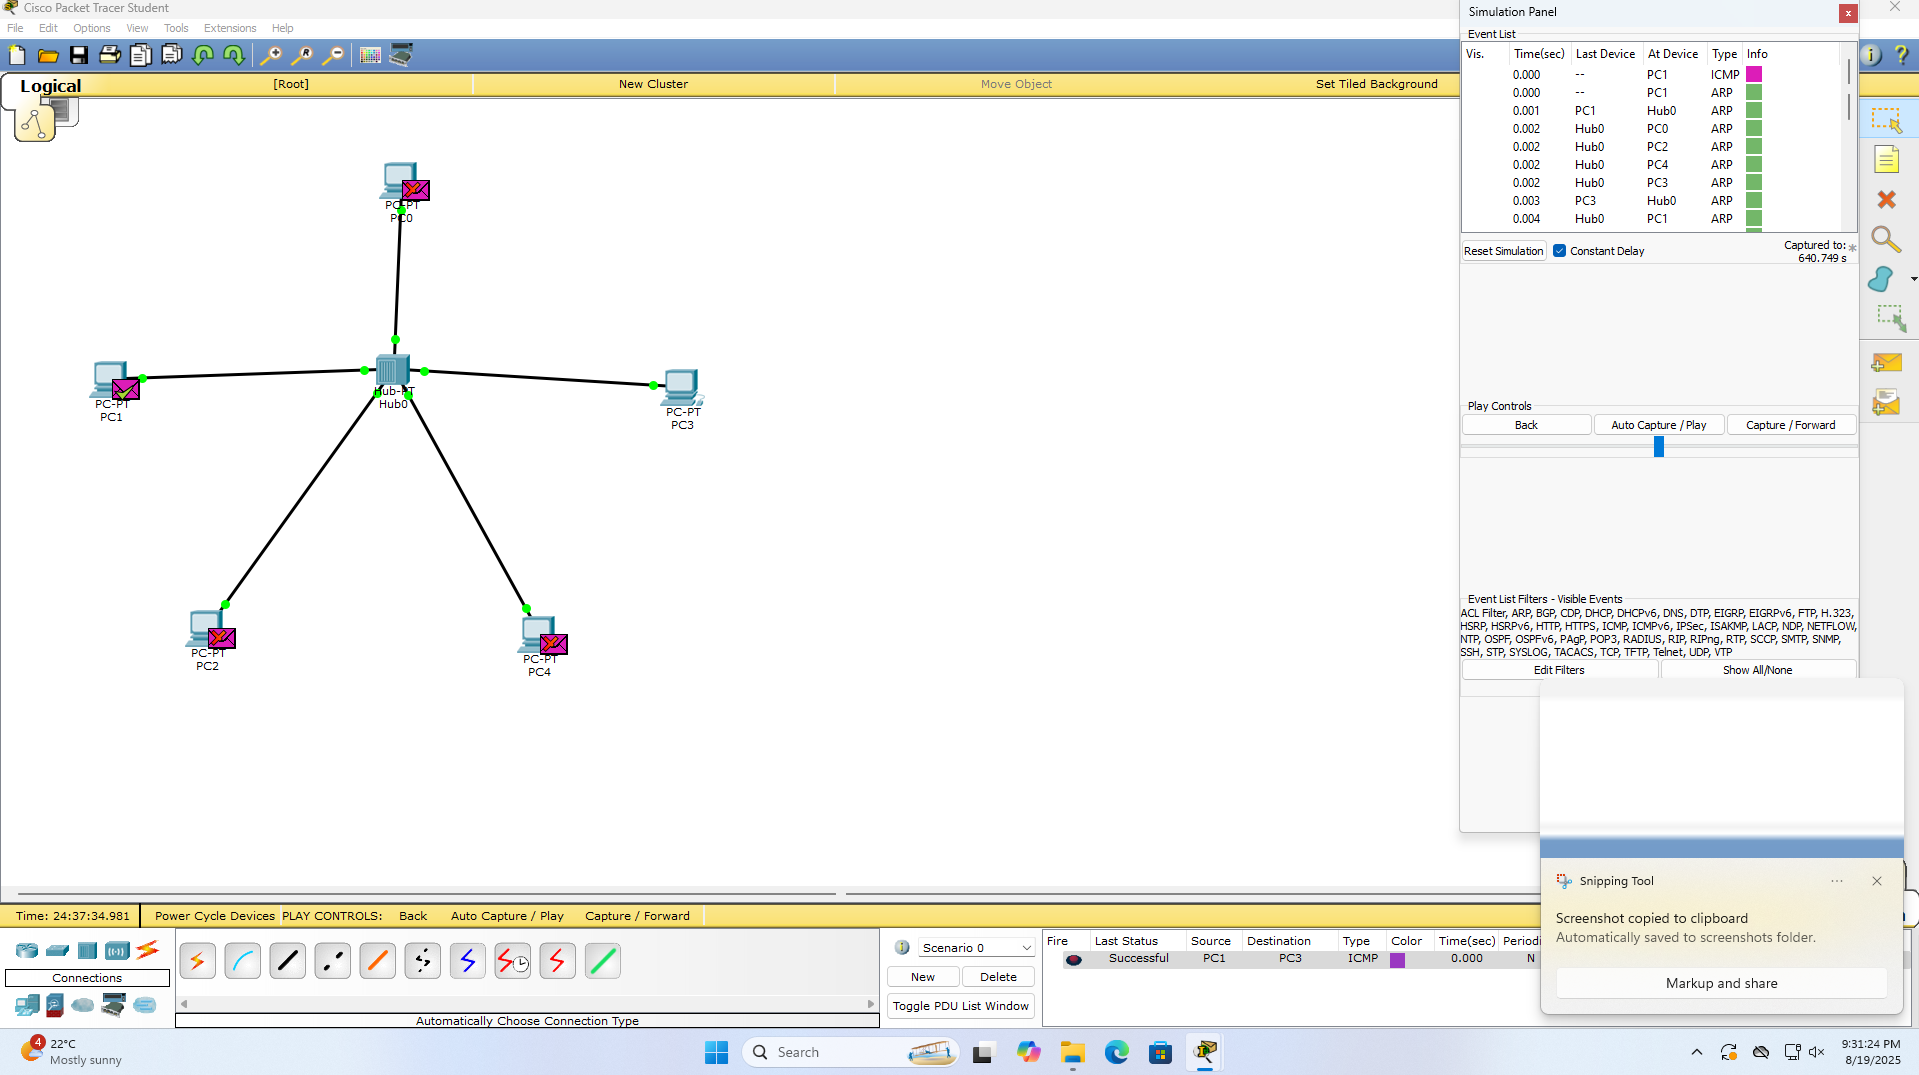 Cisco Packet Tracer Student
File Edit Options View Tools Extensions Help
Logical
[Root]
New Cluster
Move Object
Set Tiled Background
PC-PT
PC0
PC-PT
PC1
Hub-PT
Hub0
PC-PT
PC3
PC-PT
PC2
PC-PT
PC4
Simulation Panel
Event List
Vis. Time(sec) Last Device At Device Type Info
0.000 -- PC1 ICMP
0.000 -- PC1 ARP
0.001 PC1 Hub0 ARP
0.002 Hub0 PC0 ARP
0.002 Hub0 PC2 ARP
0.002 Hub0 PC4 ARP
0.002 Hub0 PC3 ARP
0.003 PC3 Hub0 ARP
0.004 Hub0 PC1 ARP
Reset Simulation Constant Delay
Captured to: *
640.749 s
Play Controls
Back Auto Capture / Play Capture / Forward
Event List Filters - Visible Events
ACL Filter, ARP, BGP, CDP, DHCP, DHCPv6, DNS, DTP, EIGRP, EIGRPv6, FTP, H.323,
HSRP, HSRPv6, HTTP, HTTPS, ICMP, ICMPv6, IPSec, ISAKMP, LACP, NDP, NETFLOW,
NTP, OSPF, OSPFv6, PAgP, POP3, RADIUS, RIP, RIPng, RTP, SCCP, SMTP, SNMP,
SSH, STP, SYSLOG, TACACS, TCP, TFTP, Telnet, UDP, VTP
Edit Filters Show All/None
Snipping Tool
Screenshot copied to clipboard
Automatically saved to screenshots folder.
Markup and share
Time: 24:37:34.981 Power Cycle Devices PLAY CONTROLS: Back Auto Capture / Play Capture / Forward
Connections
Automatically Choose Connection Type
Scenario 0
New Delete
Toggle PDU List Window
Fire Last Status Source Destination Type Color Time(sec) Periodi
Successful PC1 PC3 ICMP 0.000 N
4
22°C
Mostly sunny
Search
9:31:24 PM
8/19/2025